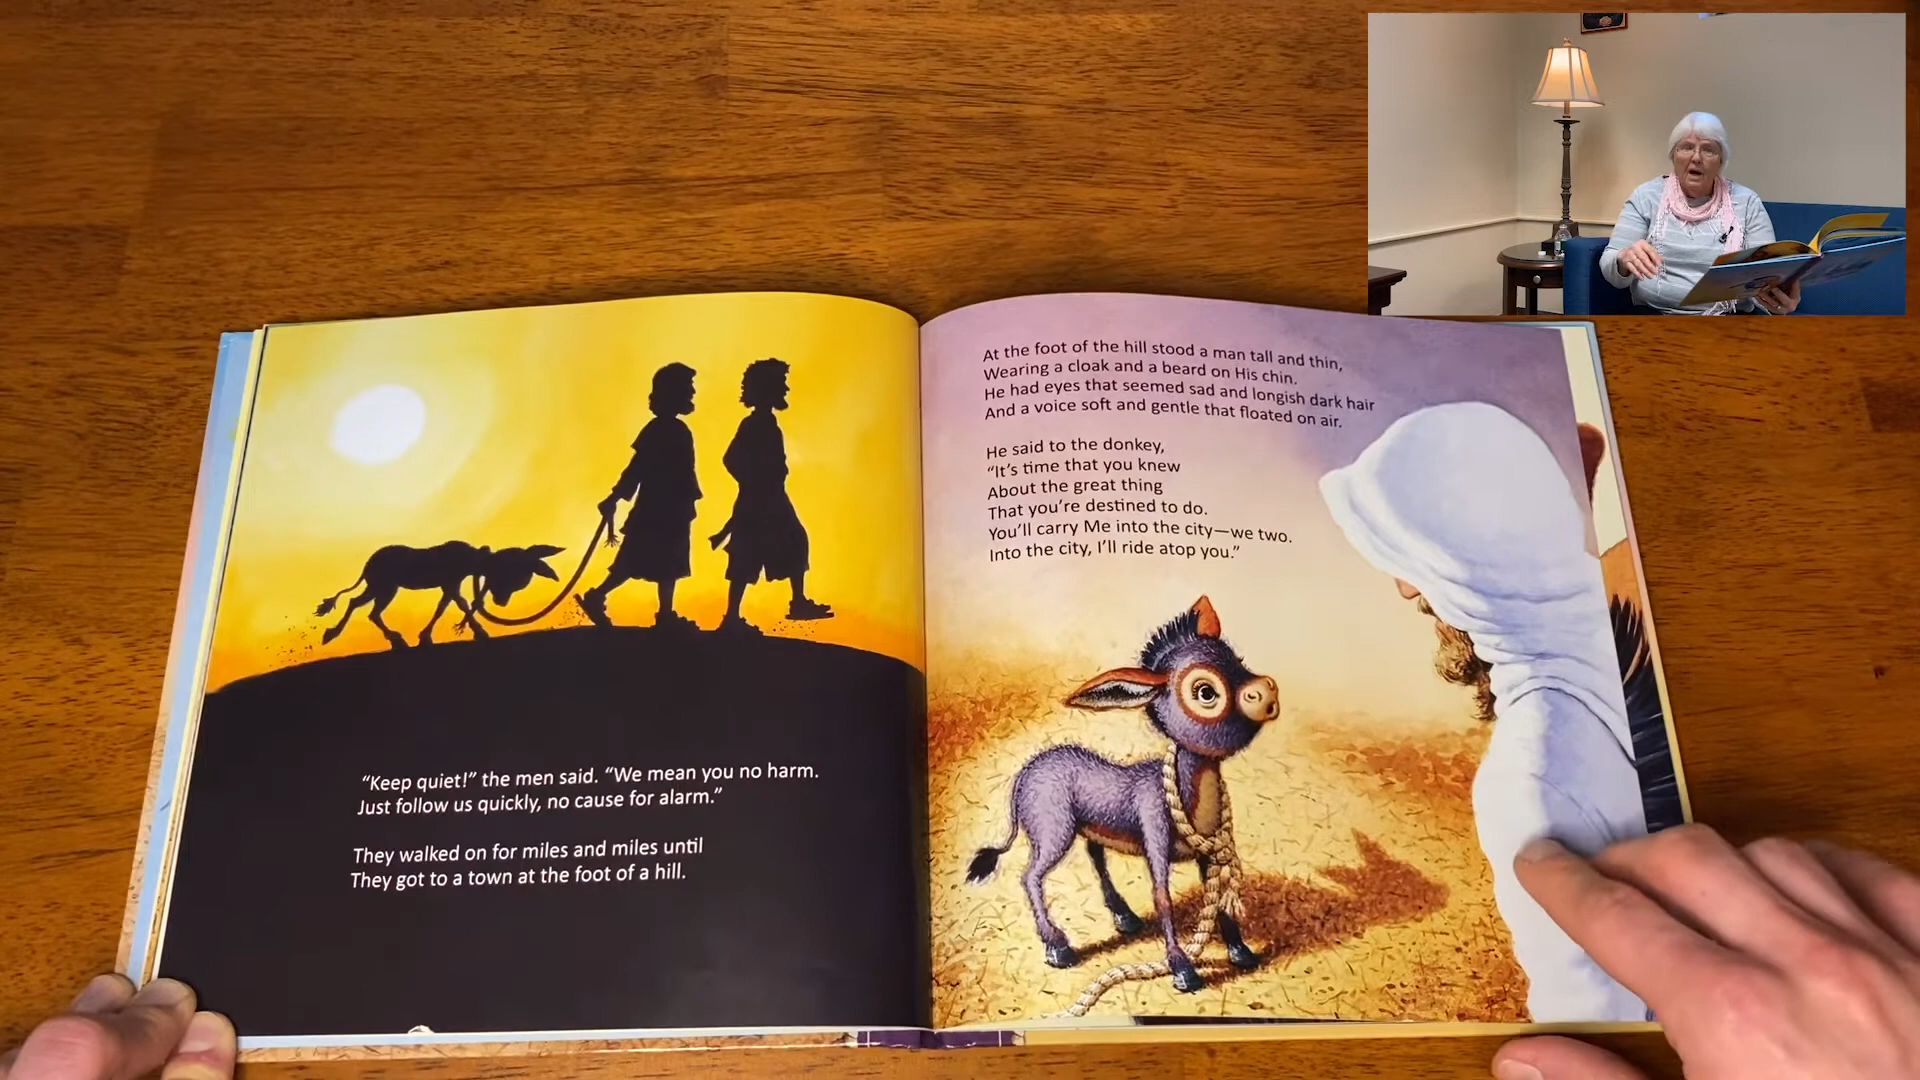 “Keep quiet!” the men said. “We mean you no harm.
Just follow us quickly, no cause for alarm.”
They walked on for miles and miles until
They got to a town at the foot of a hill.
At the foot of the hill stood a man tall and thin,
Wearing a cloak and a beard on His chin.
He had eyes that seemed sad and longish dark hair
And a voice soft and gentle that floated on air.
He said to the donkey,
“It’s time that you knew
About the great thing
That you’re destined to do.
You’ll carry Me into the city—we two.
Into the city, I’ll ride atop you.”